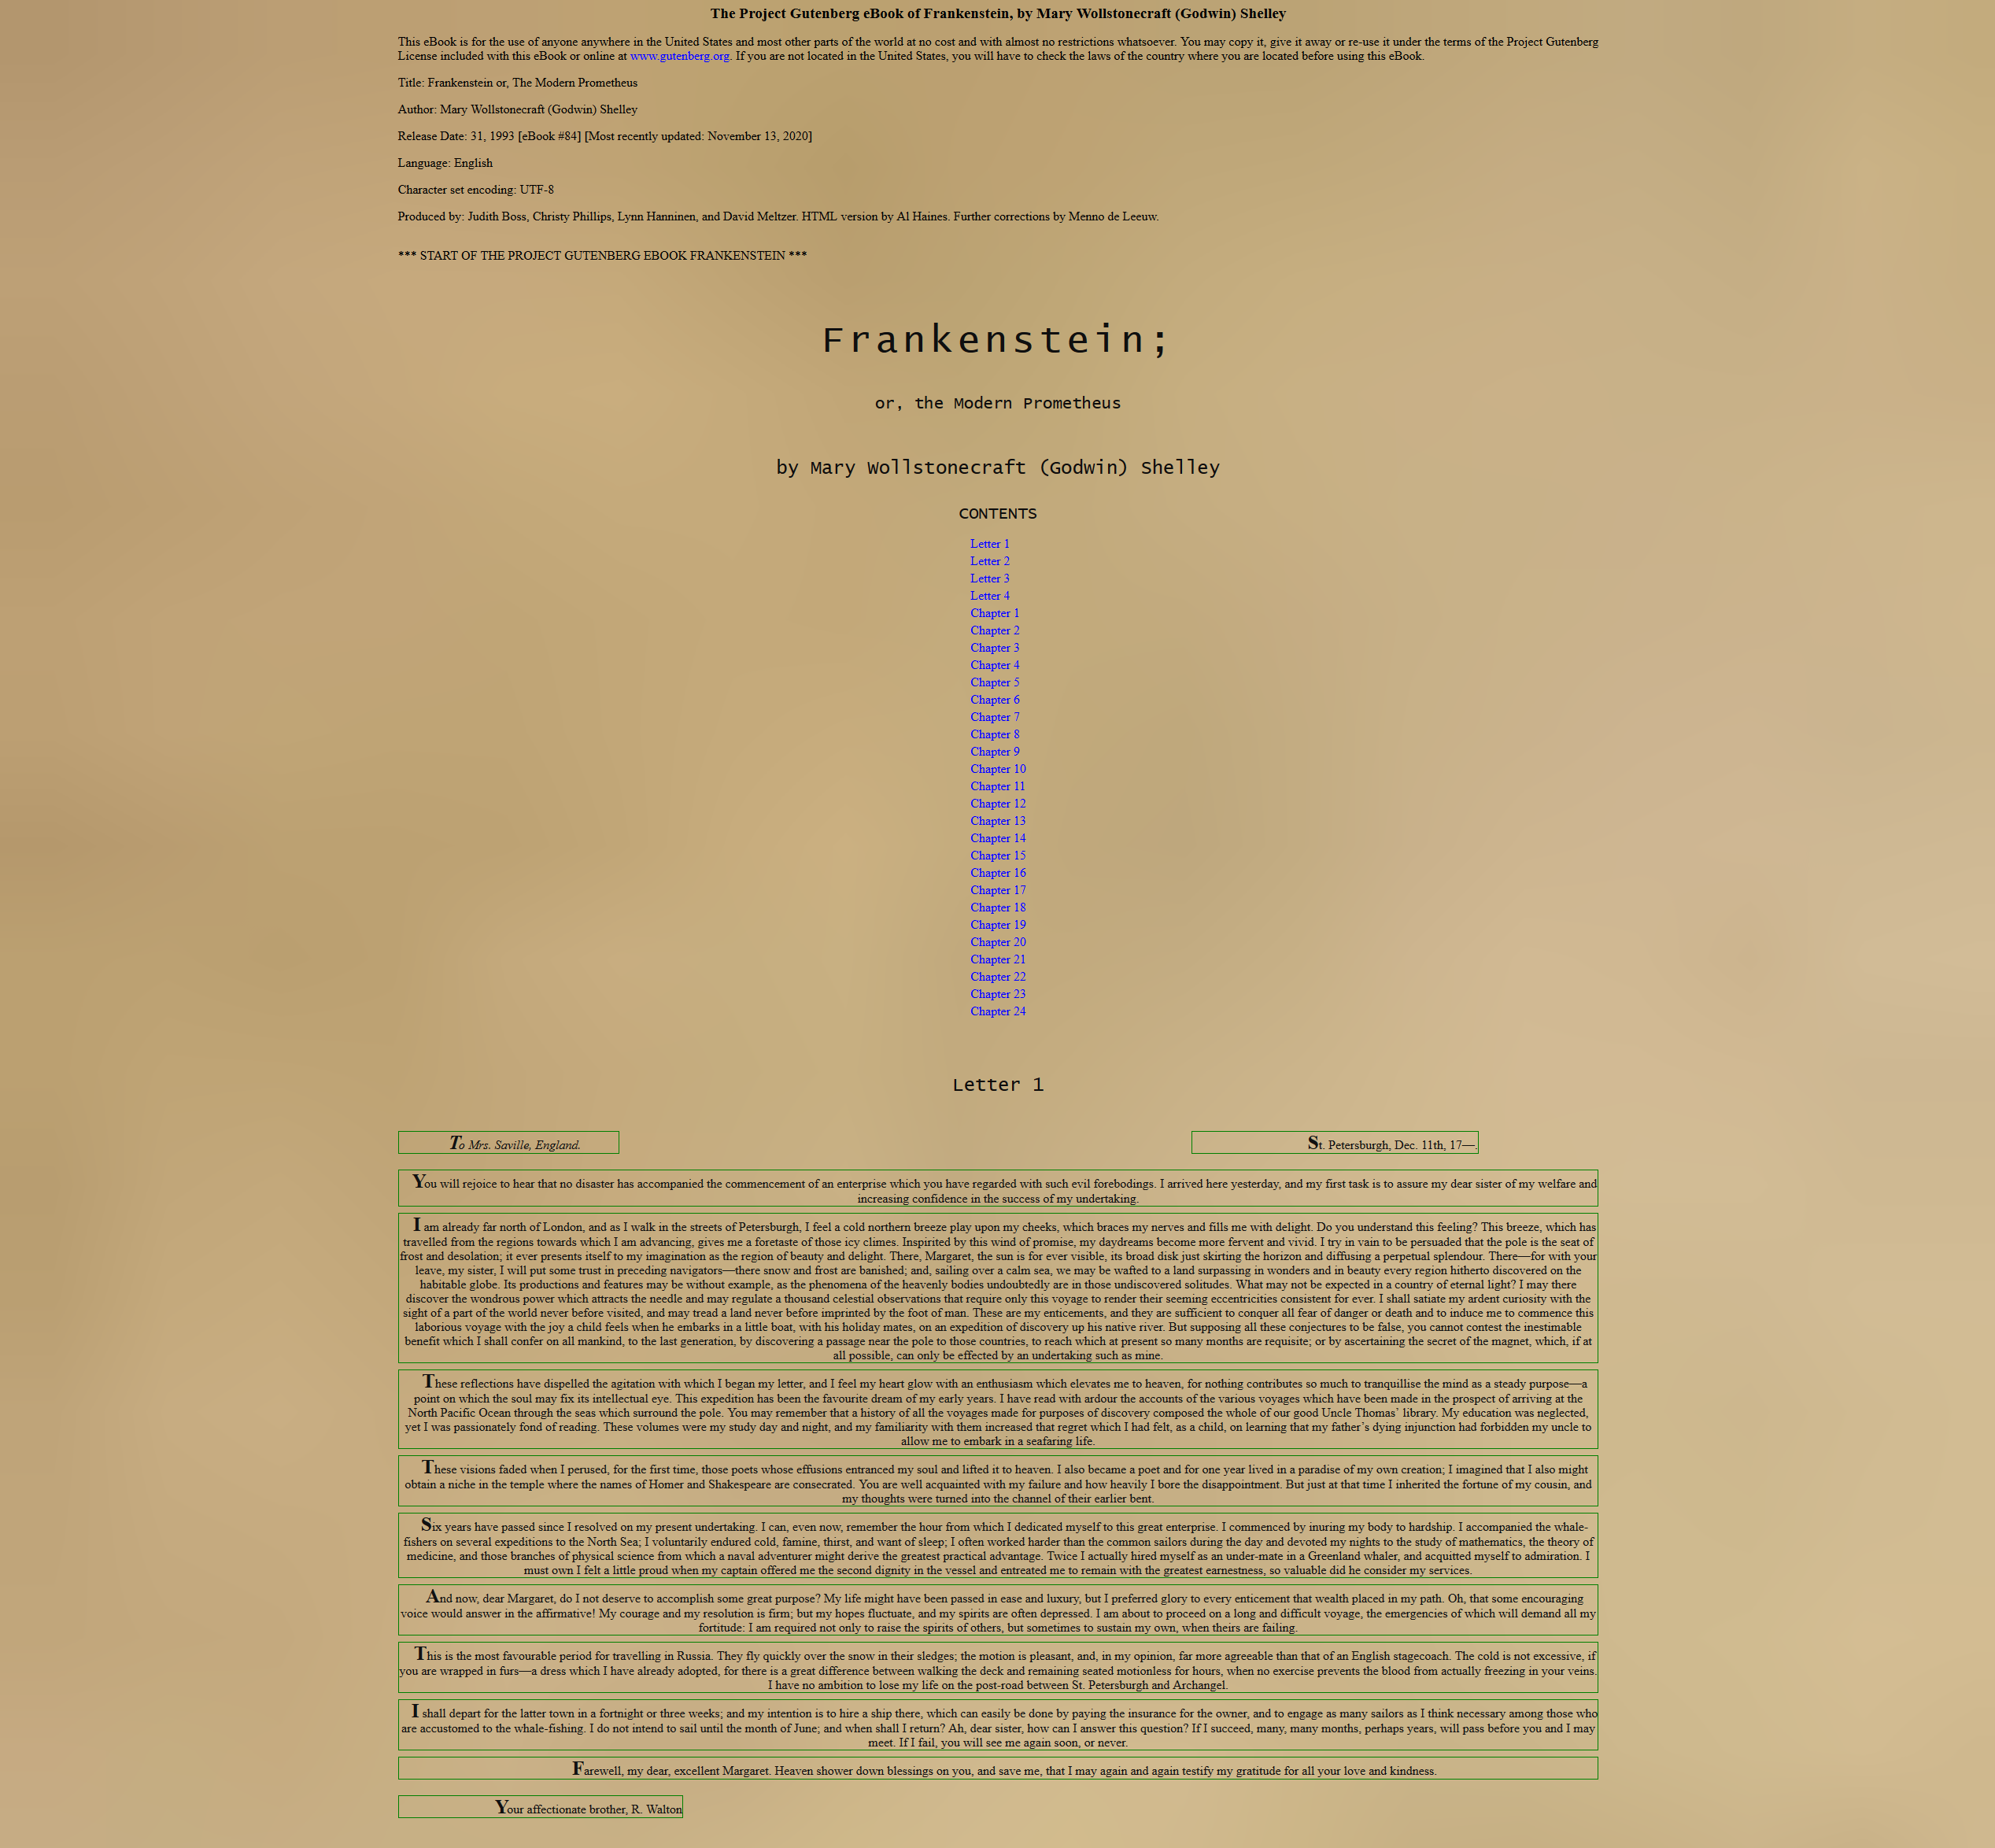 The Project Gutenberg eBook of Frankenstein, by Mary Wollstonecraft (Godwin) Shelley
This eBook is for the use of anyone anywhere in the United States and most other parts of the world at no cost and with almost no restrictions whatsoever. You may copy it, give it away or re-use it under the terms of the Project Gutenberg
License included with this eBook or online at www.gutenberg.org. If you are not located in the United States, you will have to check the laws of the country where you are located before using this eBook.
Title: Frankenstein or, The Modern Prometheus
Author: Mary Wollstonecraft (Godwin) Shelley
Release Date: 31, 1993 [eBook #84] [Most recently updated: November 13, 2020]
Language: English
Character set encoding: UTF-8
Produced by: Judith Boss, Christy Phillips, Lynn Hanninen, and David Meltzer. HTML version by Al Haines. Further corrections by Menno de Leeuw.
*** START OF THE PROJECT GUTENBERG EBOOK FRANKENSTEIN ***
Frankenstein;
or, the Modern Prometheus
by Mary Wollstonecraft (Godwin) Shelley
CONTENTS
Letter 1
Letter 2
Letter 3
Letter 4
Chapter 1
Chapter 2
Chapter 3
Chapter 4
Chapter 5
Chapter 6
Chapter 7
Chapter 8
Chapter 9
Chapter 10
Chapter 11
Chapter 12
Chapter 13
Chapter 14
Chapter 15
Chapter 16
Chapter 17
Chapter 18
Chapter 19
Chapter 20
Chapter 21
Chapter 22
Chapter 23
Chapter 24
Letter 1
To Mrs. Saville, England.
St. Petersburgh, Dec. 11th, 17—.
You will rejoice to hear that no disaster has accompanied the commencement of an enterprise which you have regarded with such evil forebodings. I arrived here yesterday, and my first task is to assure my dear sister of my welfare and
increasing confidence in the success of my undertaking.
I am already far north of London, and as I walk in the streets of Petersburgh, I feel a cold northern breeze play upon my cheeks, which braces my nerves and fills me with delight. Do you understand this feeling? This breeze, which has
travelled from the regions towards which I am advancing, gives me a foretaste of those icy climes. Inspirited by this wind of promise, my daydreams become more fervent and vivid. I try in vain to be persuaded that the pole is the seat of
frost and desolation; it ever presents itself to my imagination as the region of beauty and delight. There, Margaret, the sun is for ever visible, its broad disk just skirting the horizon and diffusing a perpetual splendour. There—for with your
leave, my sister, I will put some trust in preceding navigators—there snow and frost are banished; and, sailing over a calm sea, we may be wafted to a land surpassing in wonders and in beauty every region hitherto discovered on the
habitable globe. Its productions and features may be without example, as the phenomena of the heavenly bodies undoubtedly are in those undiscovered solitudes. What may not be expected in a country of eternal light? I may there
discover the wondrous power which attracts the needle and may regulate a thousand celestial observations that require only this voyage to render their seeming eccentricities consistent for ever. I shall satiate my ardent curiosity with the
sight of a part of the world never before visited, and may tread a land never before imprinted by the foot of man. These are my enticements, and they are sufficient to conquer all fear of danger or death and to induce me to commence this
laborious voyage with the joy a child feels when he embarks in a little boat, with his holiday mates, on an expedition of discovery up his native river. But supposing all these conjectures to be false, you cannot contest the inestimable
benefit which I shall confer on all mankind, to the last generation, by discovering a passage near the pole to those countries, to reach which at present so many months are requisite; or by ascertaining the secret of the magnet, which, if at
all possible, can only be effected by an undertaking such as mine.
These reflections have dispelled the agitation with which I began my letter, and I feel my heart glow with an enthusiasm which elevates me to heaven, for nothing contributes so much to tranquillise the mind as a steady purpose—a
point on which the soul may fix its intellectual eye. This expedition has been the favourite dream of my early years. I have read with ardour the accounts of the various voyages which have been made in the prospect of arriving at the
North Pacific Ocean through the seas which surround the pole. You may remember that a history of all the voyages made for purposes of discovery composed the whole of our good Uncle Thomas’ library. My education was neglected,
yet I was passionately fond of reading. These volumes were my study day and night, and my familiarity with them increased that regret which I had felt, as a child, on learning that my father’s dying injunction had forbidden my uncle to
allow me to embark in a seafaring life.
These visions faded when I perused, for the first time, those poets whose effusions entranced my soul and lifted it to heaven. I also became a poet and for one year lived in a paradise of my own creation; I imagined that I also might
obtain a niche in the temple where the names of Homer and Shakespeare are consecrated. You are well acquainted with my failure and how heavily I bore the disappointment. But just at that time I inherited the fortune of my cousin, and
my thoughts were turned into the channel of their earlier bent.
Six years have passed since I resolved on my present undertaking. I can, even now, remember the hour from which I dedicated myself to this great enterprise. I commenced by inuring my body to hardship. I accompanied the whale-
fishers on several expeditions to the North Sea; I voluntarily endured cold, famine, thirst, and want of sleep; I often worked harder than the common sailors during the day and devoted my nights to the study of mathematics, the theory of
medicine, and those branches of physical science from which a naval adventurer might derive the greatest practical advantage. Twice I actually hired myself as an under-mate in a Greenland whaler, and acquitted myself to admiration. I
must own I felt a little proud when my captain offered me the second dignity in the vessel and entreated me to remain with the greatest earnestness, so valuable did he consider my services.
And now, dear Margaret, do I not deserve to accomplish some great purpose? My life might have been passed in ease and luxury, but I preferred glory to every enticement that wealth placed in my path. Oh, that some encouraging
voice would answer in the affirmative! My courage and my resolution is firm; but my hopes fluctuate, and my spirits are often depressed. I am about to proceed on a long and difficult voyage, the emergencies of which will demand all my
fortitude: I am required not only to raise the spirits of others, but sometimes to sustain my own, when theirs are failing.
This is the most favourable period for travelling in Russia. They fly quickly over the snow in their sledges; the motion is pleasant, and, in my opinion, far more agreeable than that of an English stagecoach. The cold is not excessive, if
you are wrapped in furs—a dress which I have already adopted, for there is a great difference between walking the deck and remaining seated motionless for hours, when no exercise prevents the blood from actually freezing in your veins.
I have no ambition to lose my life on the post-road between St. Petersburgh and Archangel.
I shall depart for the latter town in a fortnight or three weeks; and my intention is to hire a ship there, which can easily be done by paying the insurance for the owner, and to engage as many sailors as I think necessary among those who
are accustomed to the whale-fishing. I do not intend to sail until the month of June; and when shall I return? Ah, dear sister, how can I answer this question? If I succeed, many, many months, perhaps years, will pass before you and I may
meet. If I fail, you will see me again soon, or never.
Farewell, my dear, excellent Margaret. Heaven shower down blessings on you, and save me, that I may again and again testify my gratitude for all your love and kindness.
Your affectionate brother, R. Walton